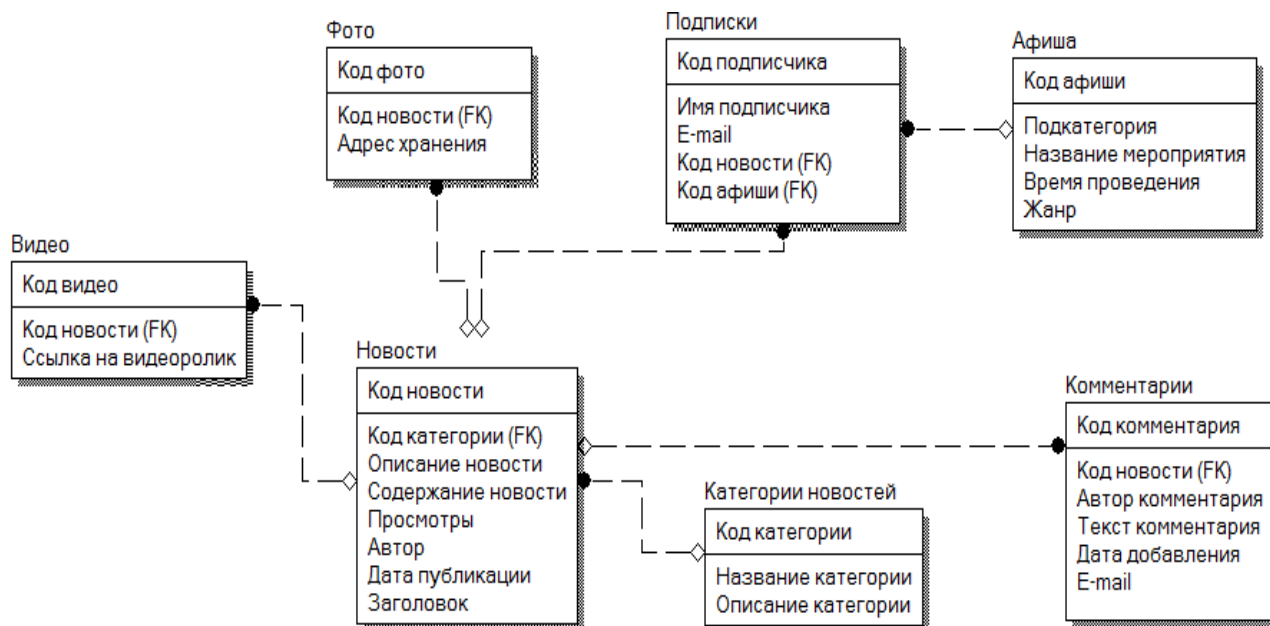 Фото
Код фото
Код новости (FK)
Адрес хранения
Подписки
Код подписчика
Имя подписчика
E-mail
Код новости (FK)
Код афиши (FK)
Афиша
Код афиши
Подкатегория
Название мероприятия
Время проведения
Жанр
Видео
Код видео
Код новости (FK)
Ссылка на видеоролик
Новости
Код новости
Код категории (FK)
Описание новости
Содержание новости
Просмотры
Автор
Дата публикации
Заголовок
Категории новостей
Код категории
Название категории
Описание категории
Комментарии
Код комментария
Код новости (FK)
Автор комментария
Текст комментария
Дата добавления
E-mail